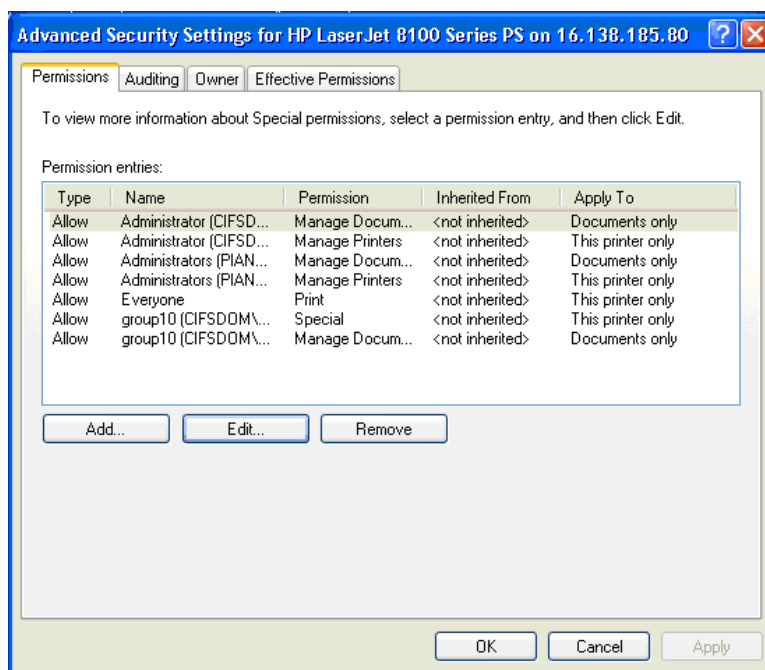 Advanced Security Settings for HP LaserJet 8100 Series PS on 16.138.185.80
Permissions Auditing Owner Effective Permissions
To view more information about Special permissions, select a permission entry, and then click Edit.
Permission entries:
Type Name Permission Inherited From Apply To
Allow Administrator (CIFSD... Manage Docum... <not inherited> Documents only
Allow Administrator (CIFSD... Manage Printers <not inherited> This printer only
Allow Administrators (PIAN... Manage Docum... <not inherited> Documents only
Allow Administrators (PIAN... Manage Printers <not inherited> This printer only
Allow Everyone Print <not inherited> This printer only
Allow group10 (CIFSDOM\... Special <not inherited> This printer only
Allow group10 (CIFSDOM\... Manage Docum... <not inherited> Documents only
Add... Edit... Remove
OK Cancel Apply